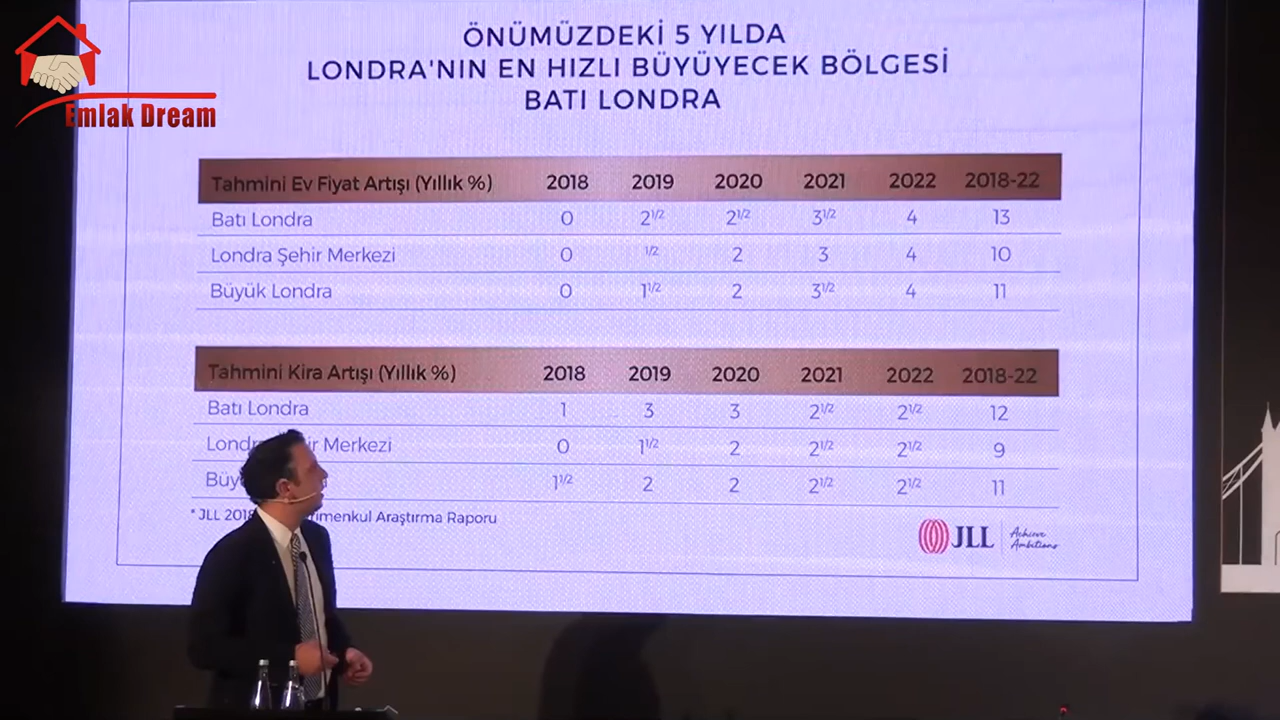 Emlak Dream
ÖNÜMÜZDEKİ 5 YILDA
LONDRA'NIN EN HIZLI BÜYÜYECEK BÖLGESİ
BATI LONDRA
Tahmini Ev Fiyat Artışı (Yıllık %) 2018 2019 2020 2021 2022 2018-22
Batı Londra 0 2 1/2 2 1/2 3 1/2 4 13
Londra Şehir Merkezi 0 1/2 2 3 4 10
Büyük Londra 0 1 1/2 2 3 1/2 4 11
Tahmini Kira Artışı (Yıllık %) 2018 2019 2020 2021 2022 2018-22
Batı Londra 1 3 3 2 1/2 2 1/2 12
Merkezi 0 1 1/2 2 2 1/2 2 1/2 9
1 1/2 2 2 2 1/2 2 1/2 11
* JLL 2018 Araştırma Raporu
JLL Achieve
Ambitions